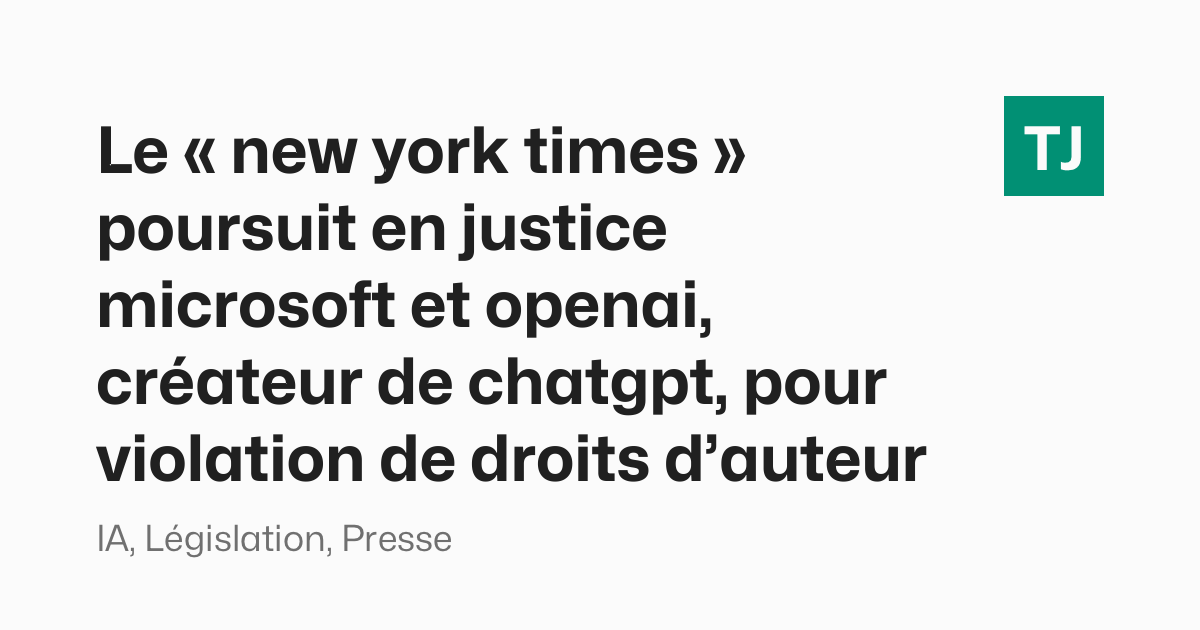 Le « new york times »
TJ
poursuit en justice
microsoft et openai,
créateur de chatgpt, pour
violation de droits d’auteur
IA, Législation, Presse